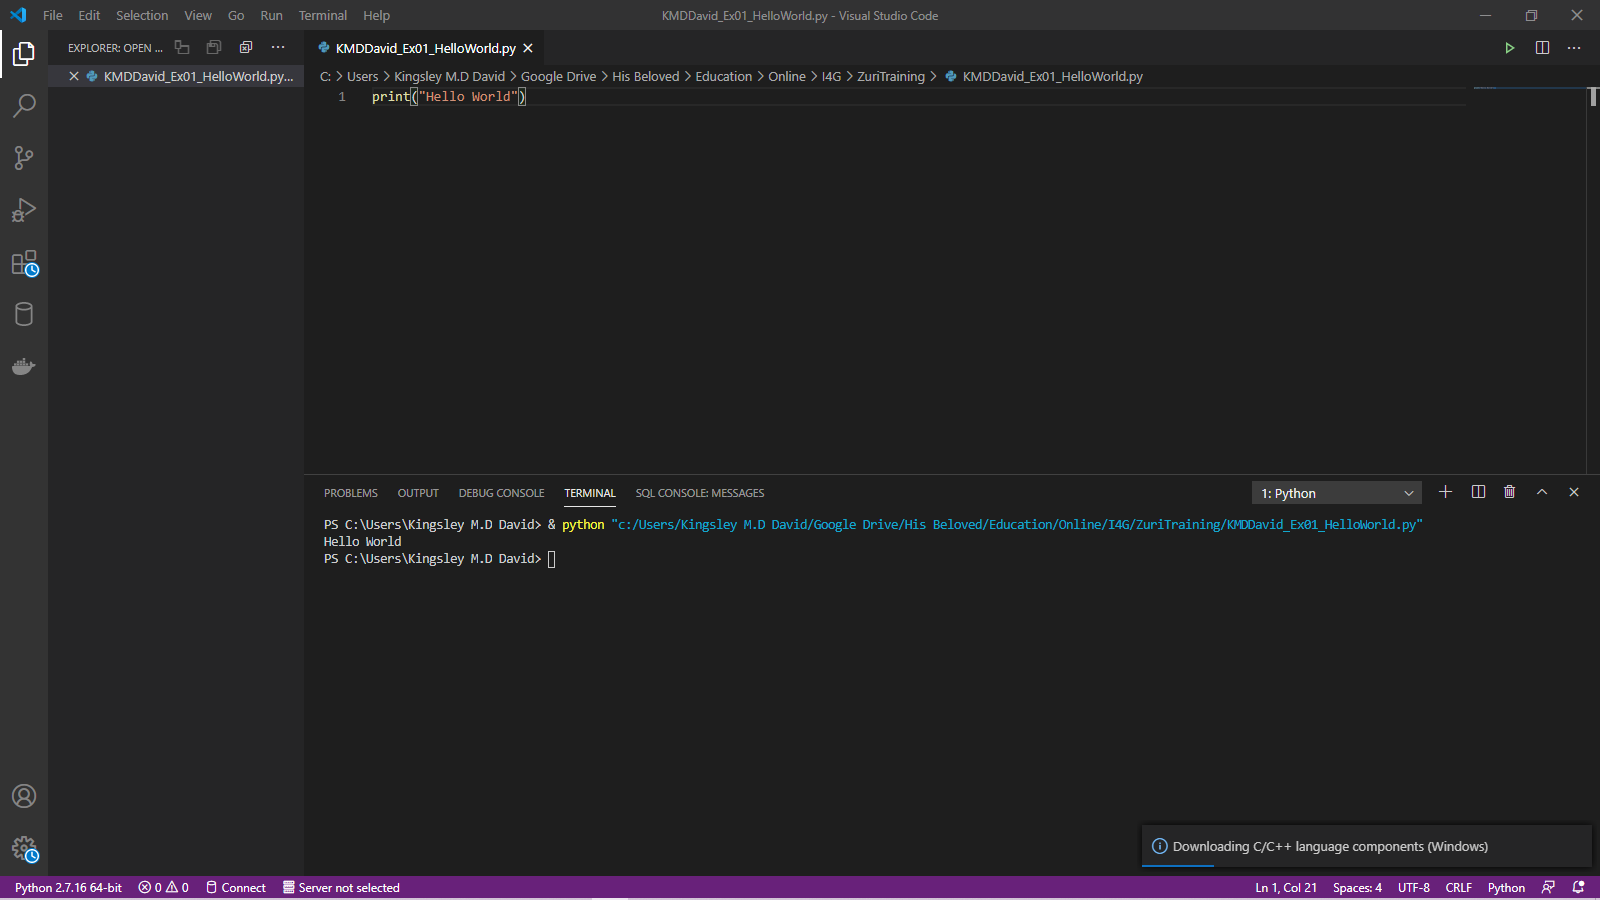 File Edit Selection View Go Run Terminal Help
KMDDavid_Ex01_HelloWorld.py - Visual Studio Code
EXPLORER: OPEN ...
KMDDavid_Ex01_HelloWorld.py...
KMDDavid_Ex01_HelloWorld.py
C: > Users > Kingsley M.D David > Google Drive > His Beloved > Education > Online > I4G > ZuriTraining > KMDDavid_Ex01_HelloWorld.py
1 print("Hello World")
PROBLEMS OUTPUT DEBUG CONSOLE TERMINAL SQL CONSOLE: MESSAGES
1: Python
PS C:\Users\Kingsley M.D David> & python "c:/Users/Kingsley M.D David/Google Drive/His Beloved/Education/Online/I4G/ZuriTraining/KMDDavid_Ex01_HelloWorld.py"
Hello World
PS C:\Users\Kingsley M.D David>
Downloading C/C++ language components (Windows)
Python 2.7.16 64-bit 0 0 Connect Server not selected
Ln 1, Col 21 Spaces: 4 UTF-8 CRLF Python